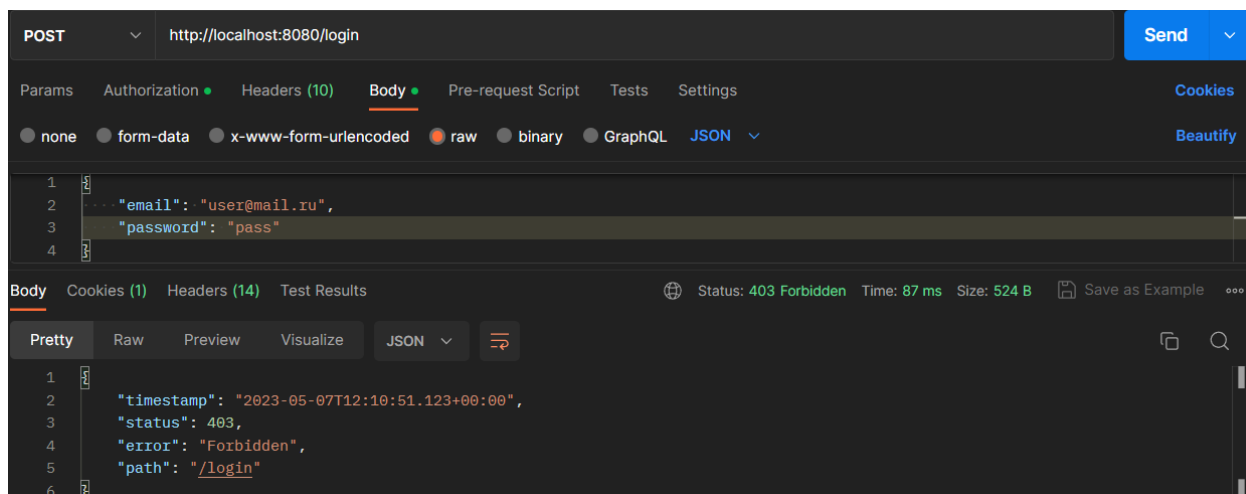 POST http://localhost:8080/login Send
Params Authorization Headers (10) Body Pre-request Script Tests Settings Cookies
none form-data x-www-form-urlencoded raw binary GraphQL JSON Beautify
1 {
2 "email": "user@mail.ru",
3 "password": "pass"
4 }
Body Cookies (1) Headers (14) Test Results Status: 403 Forbidden Time: 87 ms Size: 524 B Save as Example
Pretty Raw Preview Visualize JSON
1 {
2 "timestamp": "2023-05-07T12:10:51.123+00:00",
3 "status": 403,
4 "error": "Forbidden",
5 "path": "/login"
6 }